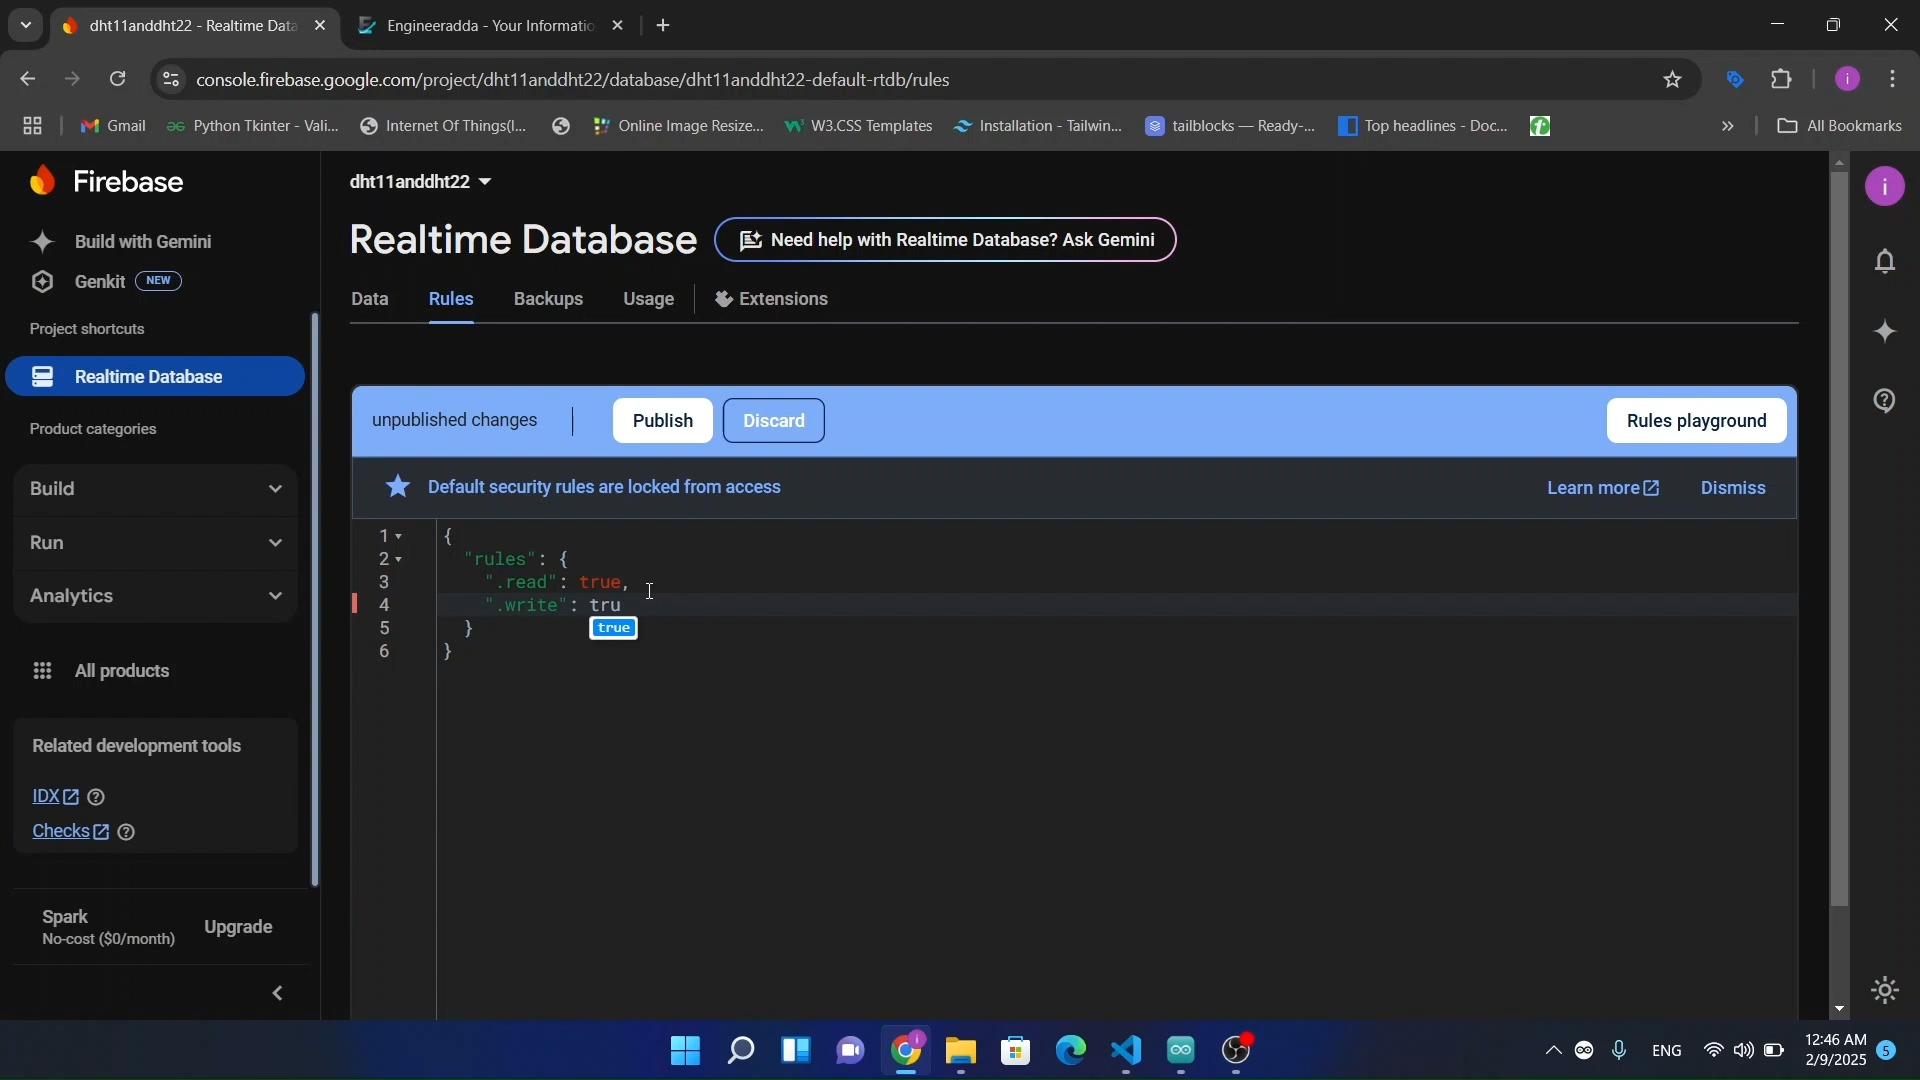 dht11anddht22 - Realtime Data
Engineeradda - Your Informatio
console.firebase.google.com/project/dht11anddht22/database/dht11anddht22-default-rtdb/rules
i
Gmail
Python Tkinter - Vali...
Internet Of Things(I...
Online Image Resize...
W3.CSS Templates
Installation - Tailwin...
tailblocks — Ready-...
Top headlines - Doc...
»
All Bookmarks
Firebase
dht11anddht22
i
Build with Gemini
Realtime Database
Need help with Realtime Database? Ask Gemini
Genkit NEW
Data Rules Backups Usage Extensions
Project shortcuts
Realtime Database
Product categories
unpublished changes
Publish
Discard
Rules playground
Build
Default security rules are locked from access
Learn more
Dismiss
Run
Analytics
1 {
2 "rules": {
3 ".read": true,
4 ".write": tru
true
5 }
6 }
All products
Related development tools
IDX
Checks
Spark
No-cost ($0/month)
Upgrade
ENG
12:46 AM
2/9/2025
5